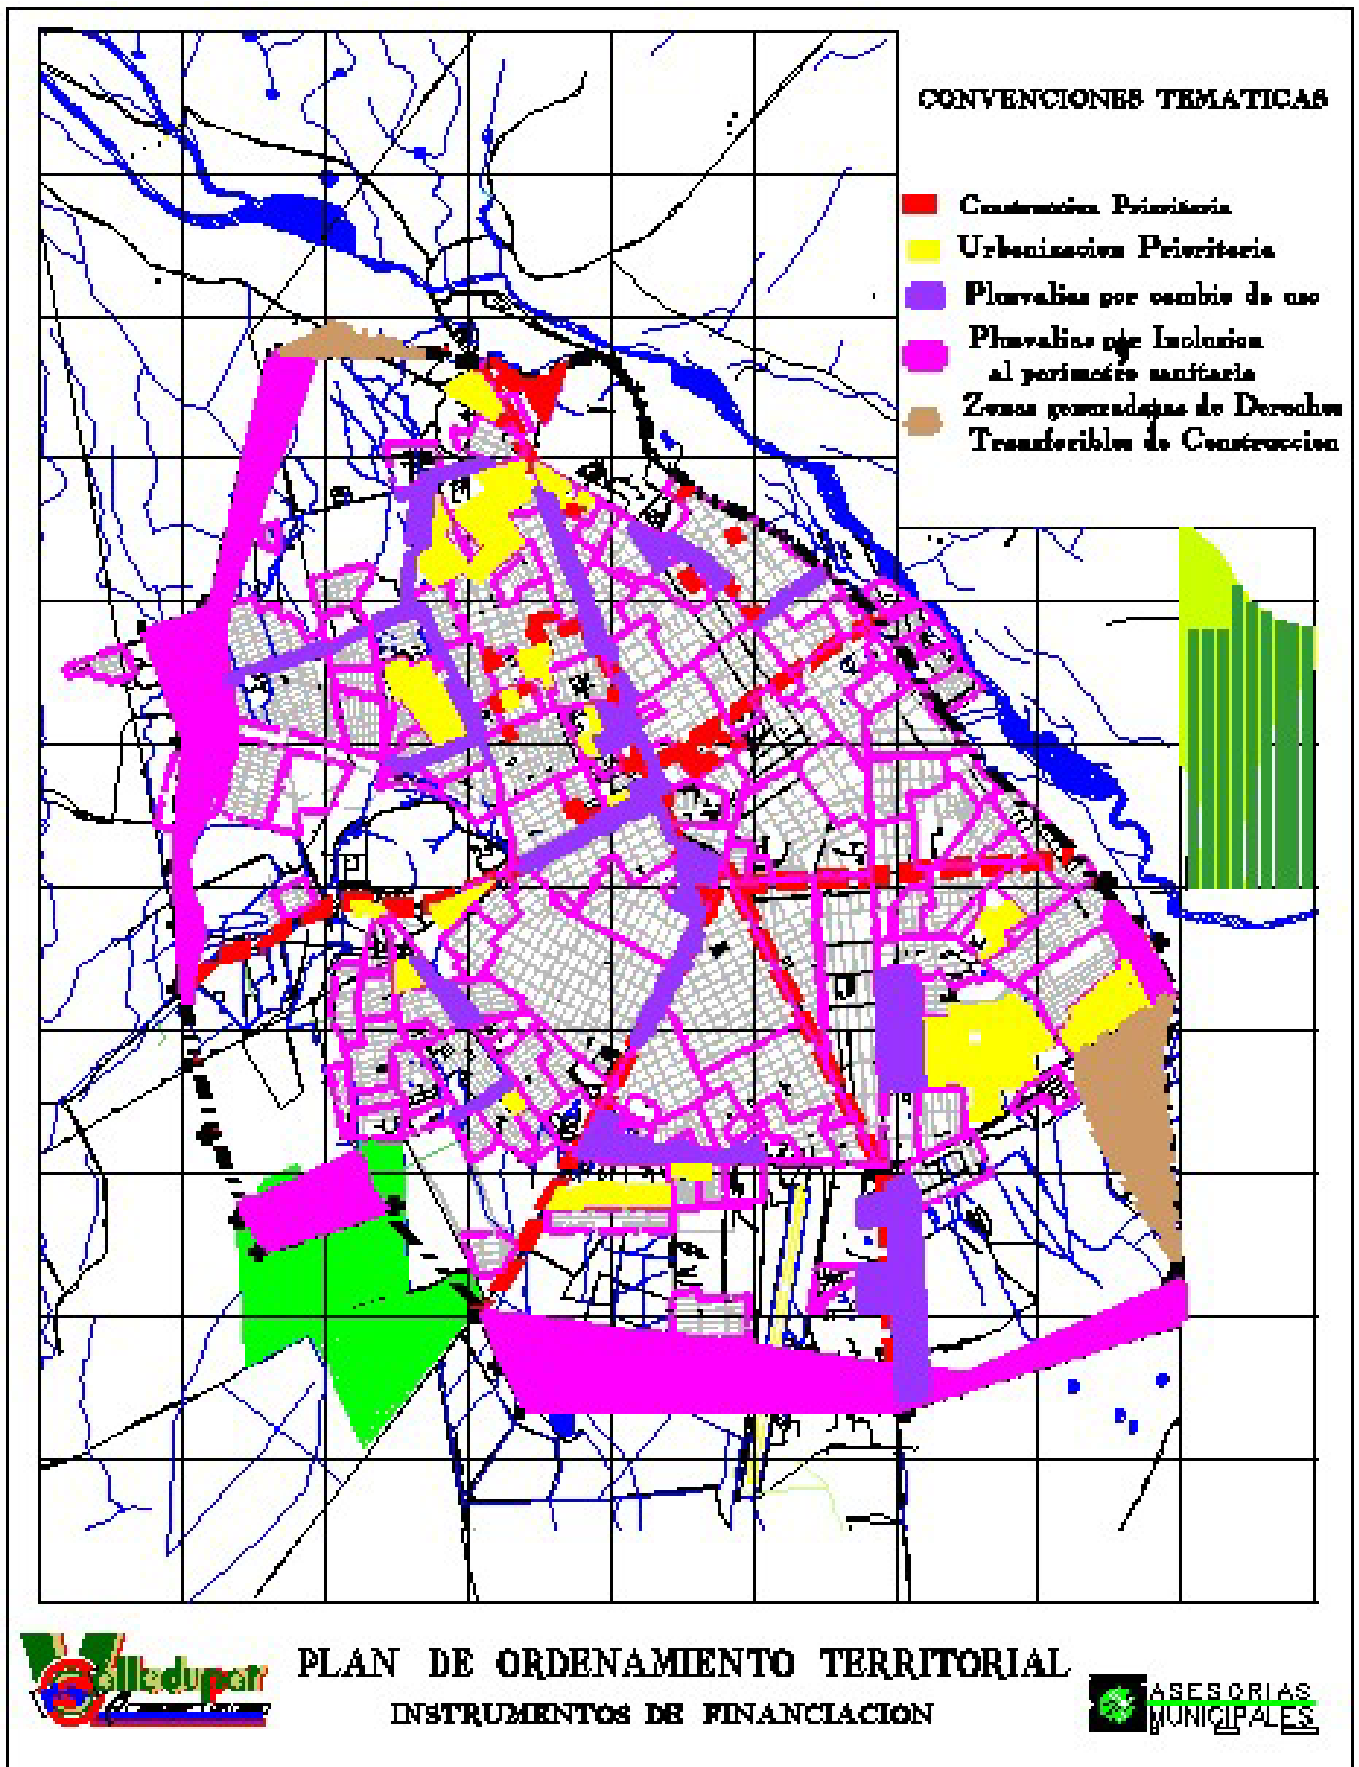 CONVENCIONES TEMATICAS
Construccion Prioritaria
Urbanizacion Prioritaria
Plusvalias por cambio de uso
Plusvalias por Inclusion
al perimetro sanitario
Zonas generadoras de Derechos
Transferibles de Construccion
Valledupar
PLAN DE ORDENAMIENTO TERRITORIAL
INSTRUMENTOS DE FINANCIACION
ASESORIAS
MUNICIPALES